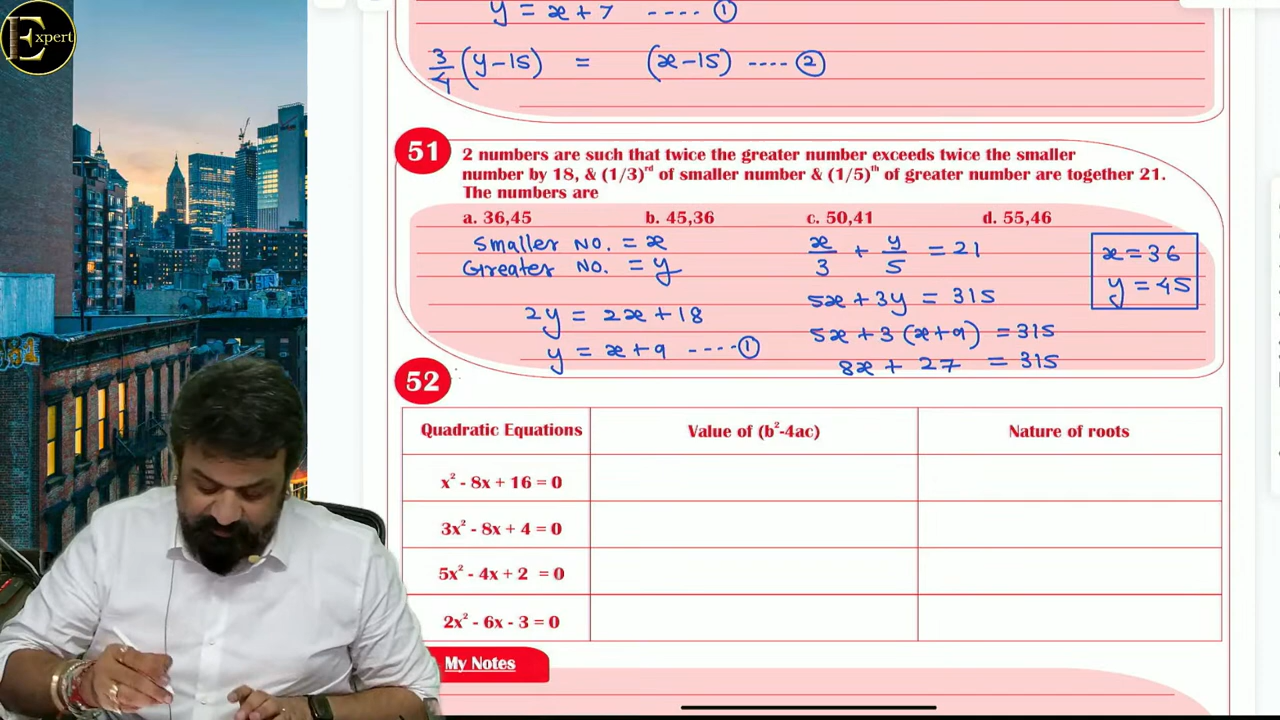 Expert
y = x + 7 ---- ①
3/4 (y-15) = (x-15) ---- ②
51
2 numbers are such that twice the greater number exceeds twice the smaller
number by 18, & (1/3)rd of smaller number & (1/5)th of greater number are together 21.
The numbers are
a. 36,45 b. 45,36 c. 50,41 d. 55,46
Smaller NO. = x
Greater NO. = y
2y = 2x + 18
y = x + 9 ---- ①
x/3 + y/5 = 21
5x + 3y = 315
5x + 3 (x+9) = 315
8x + 27 = 315
x = 36
y = 45
52
Quadratic Equations Value of (b²-4ac) Nature of roots
x² - 8x + 16 = 0
3x² - 8x + 4 = 0
5x² - 4x + 2 = 0
2x² - 6x - 3 = 0
My Notes